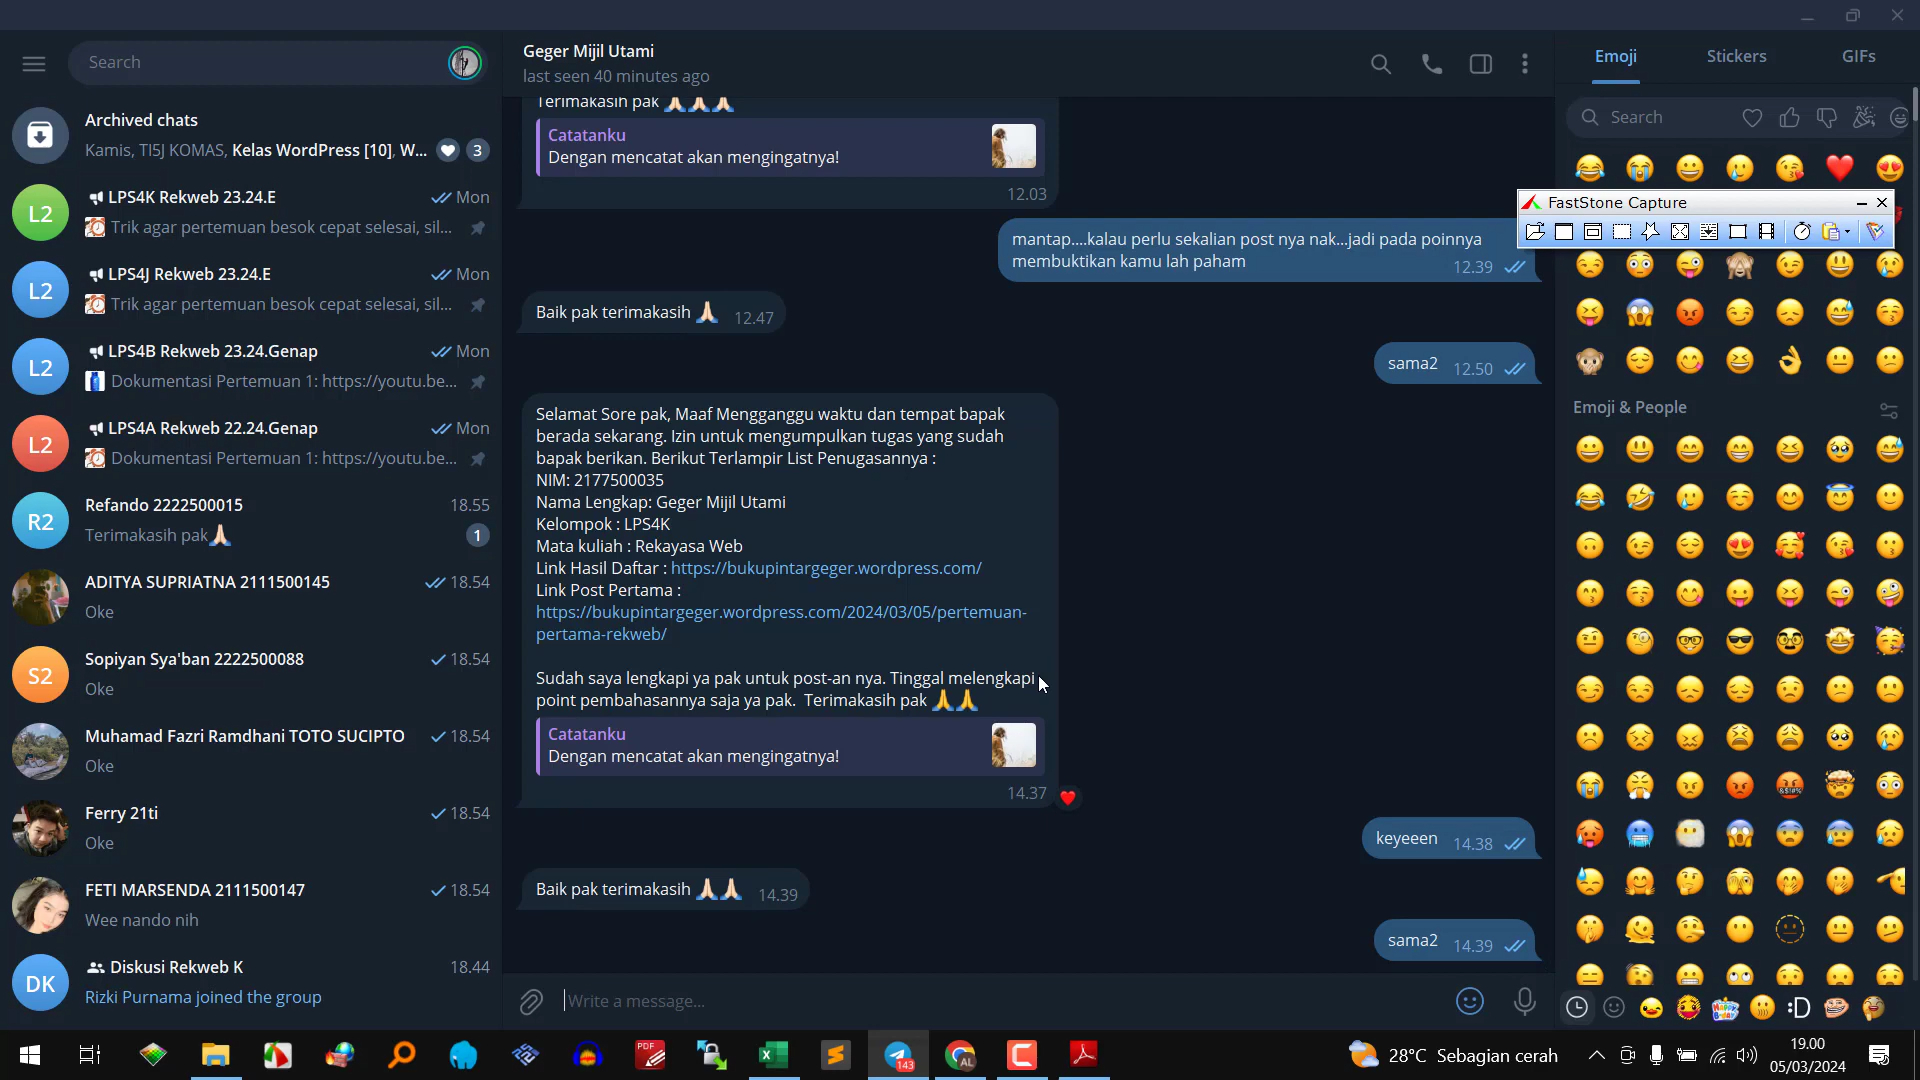 Search
Archived chats
Kamis, TI5J KOMAS, Kelas WordPress [10], W...
3
L2
LPS4K Rekweb 23.24.E
Mon
Trik agar pertemuan besok cepat selesai, sil...
L2
LPS4J Rekweb 23.24.E
Mon
Trik agar pertemuan besok cepat selesai, sil...
L2
LPS4B Rekweb 23.24.Genap
Mon
Dokumentasi Pertemuan 1: https://youtu.be...
L2
LPS4A Rekweb 22.24.Genap
Mon
Dokumentasi Pertemuan 1: https://youtu.be...
R2
Refando 2222500015
18.55
Terimakasih pak🙏🏻
1
ADITYA SUPRIATNA 2111500145
18.54
Oke
S2
Sopiyan Sya'ban 2222500088
18.54
Oke
Muhamad Fazri Ramdhani TOTO SUCIPTO
18.54
Oke
Ferry 21ti
18.54
Oke
FETI MARSENDA 2111500147
18.54
Wee nando nih
DK
Diskusi Rekweb K
18.44
Rizki Purnama joined the group
Geger Mijil Utami
last seen 40 minutes ago
Terimakasih pak 🙏🏻🙏🏻🙏🏻
Catatanku
Dengan mencatat akan mengingatnya!
12.03
mantap....kalau perlu sekalian post nya nak...jadi pada poinnya
membuktikan kamu lah paham
12.39
Baik pak terimakasih 🙏🏻
12.47
sama2
12.50
Selamat Sore pak, Maaf Mengganggu waktu dan tempat bapak
berada sekarang. Izin untuk mengumpulkan tugas yang sudah
bapak berikan. Berikut Terlampir List Penugasannya :
NIM: 2177500035
Nama Lengkap: Geger Mijil Utami
Kelompok : LPS4K
Mata kuliah : Rekayasa Web
Link Hasil Daftar : https://bukupintargeger.wordpress.com/
Link Post Pertama :
https://bukupintargeger.wordpress.com/2024/03/05/pertemuan-
pertama-rekweb/
Sudah saya lengkapi ya pak untuk post-an nya. Tinggal melengkapi
point pembahasannya saja ya pak.  Terimakasih pak 🙏🙏
Catatanku
Dengan mencatat akan mengingatnya!
14.37
keyeeen
14.38
Baik pak terimakasih 🙏🏻🙏🏻
14.39
sama2
14.39
Write a message...
Emoji
Stickers
GIFs
Search
FastStone Capture
Emoji & People
PDF
143
AL
28°C Sebagian cerah
19.00
05/03/2024